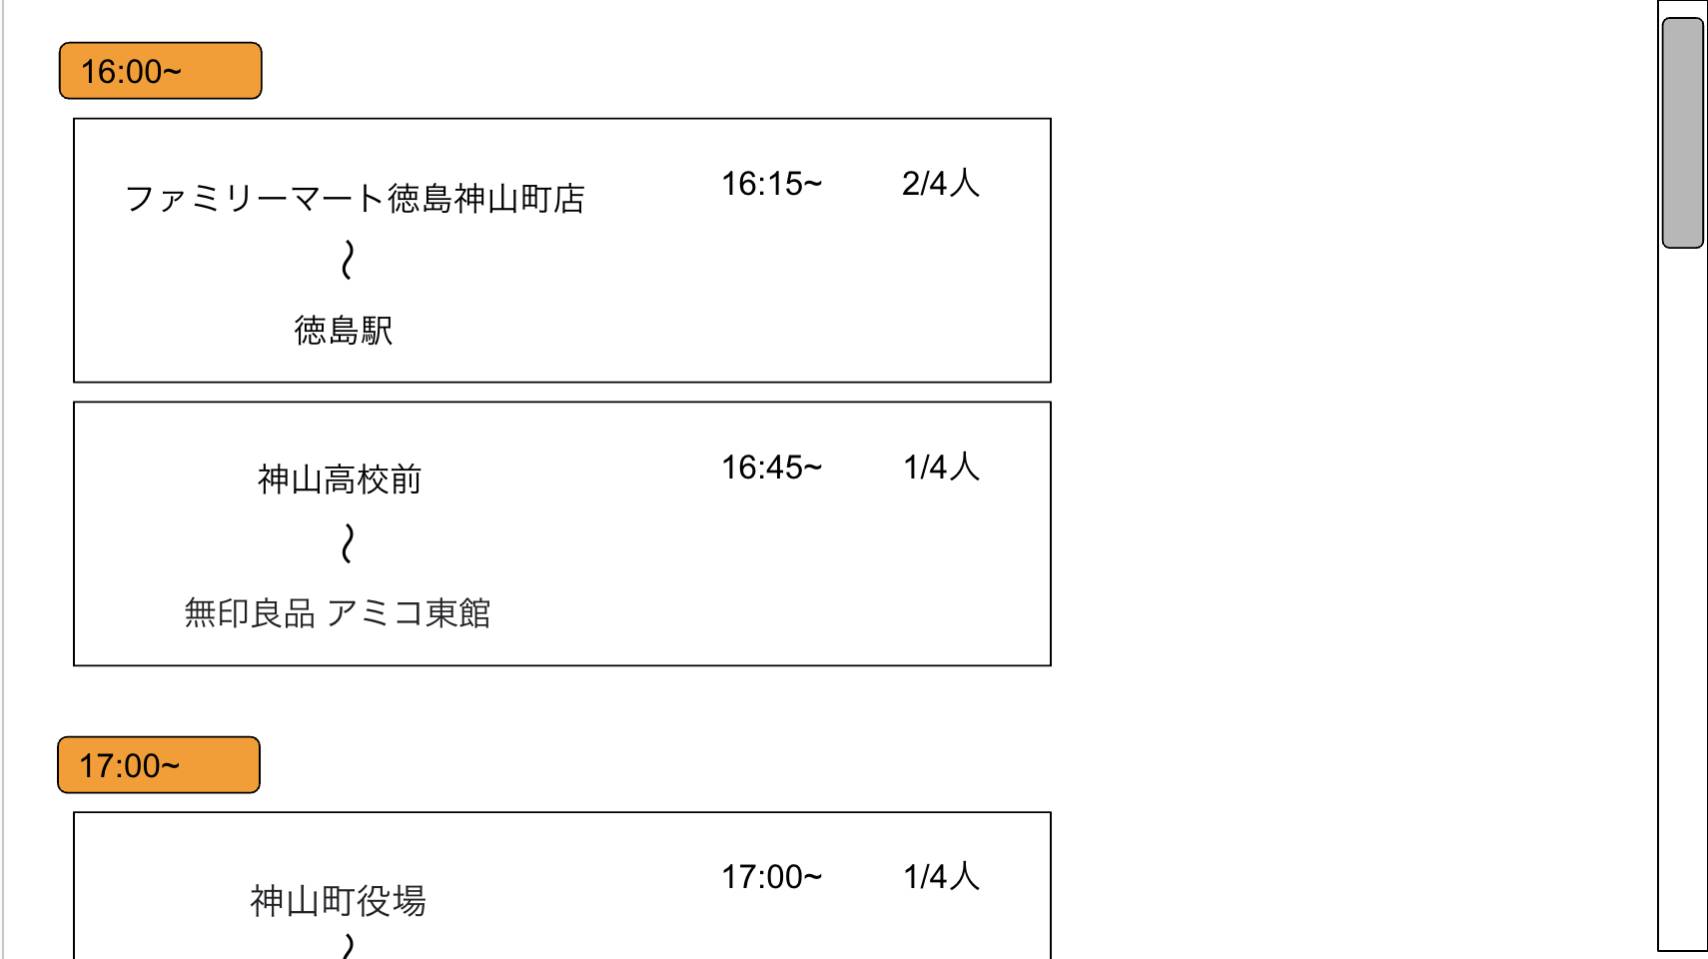 16:00~
ファミリーマート徳島神山町店 16:15~ 2/4人
〜
徳島駅
神山高校前 16:45~ 1/4人
〜
無印良品 アミコ東館
17:00~
神山町役場 17:00~ 1/4人
〜